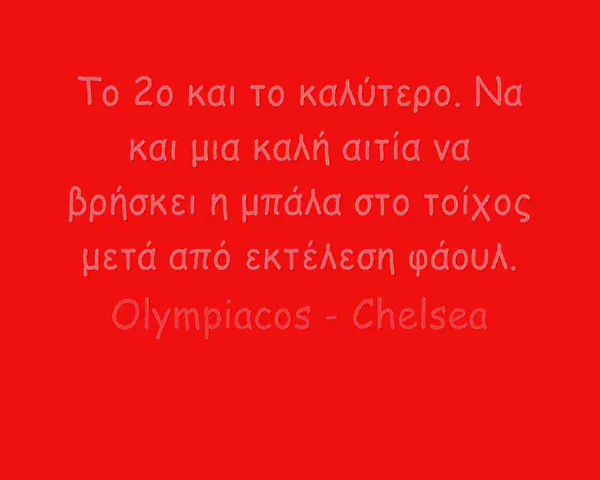 Το 2ο και το καλύτερο. Να
και μια καλή αιτία να
βρήσκει η μπάλα στο τοίχος
μετά από εκτέλεση φάουλ.
Olympiacos - Chelsea